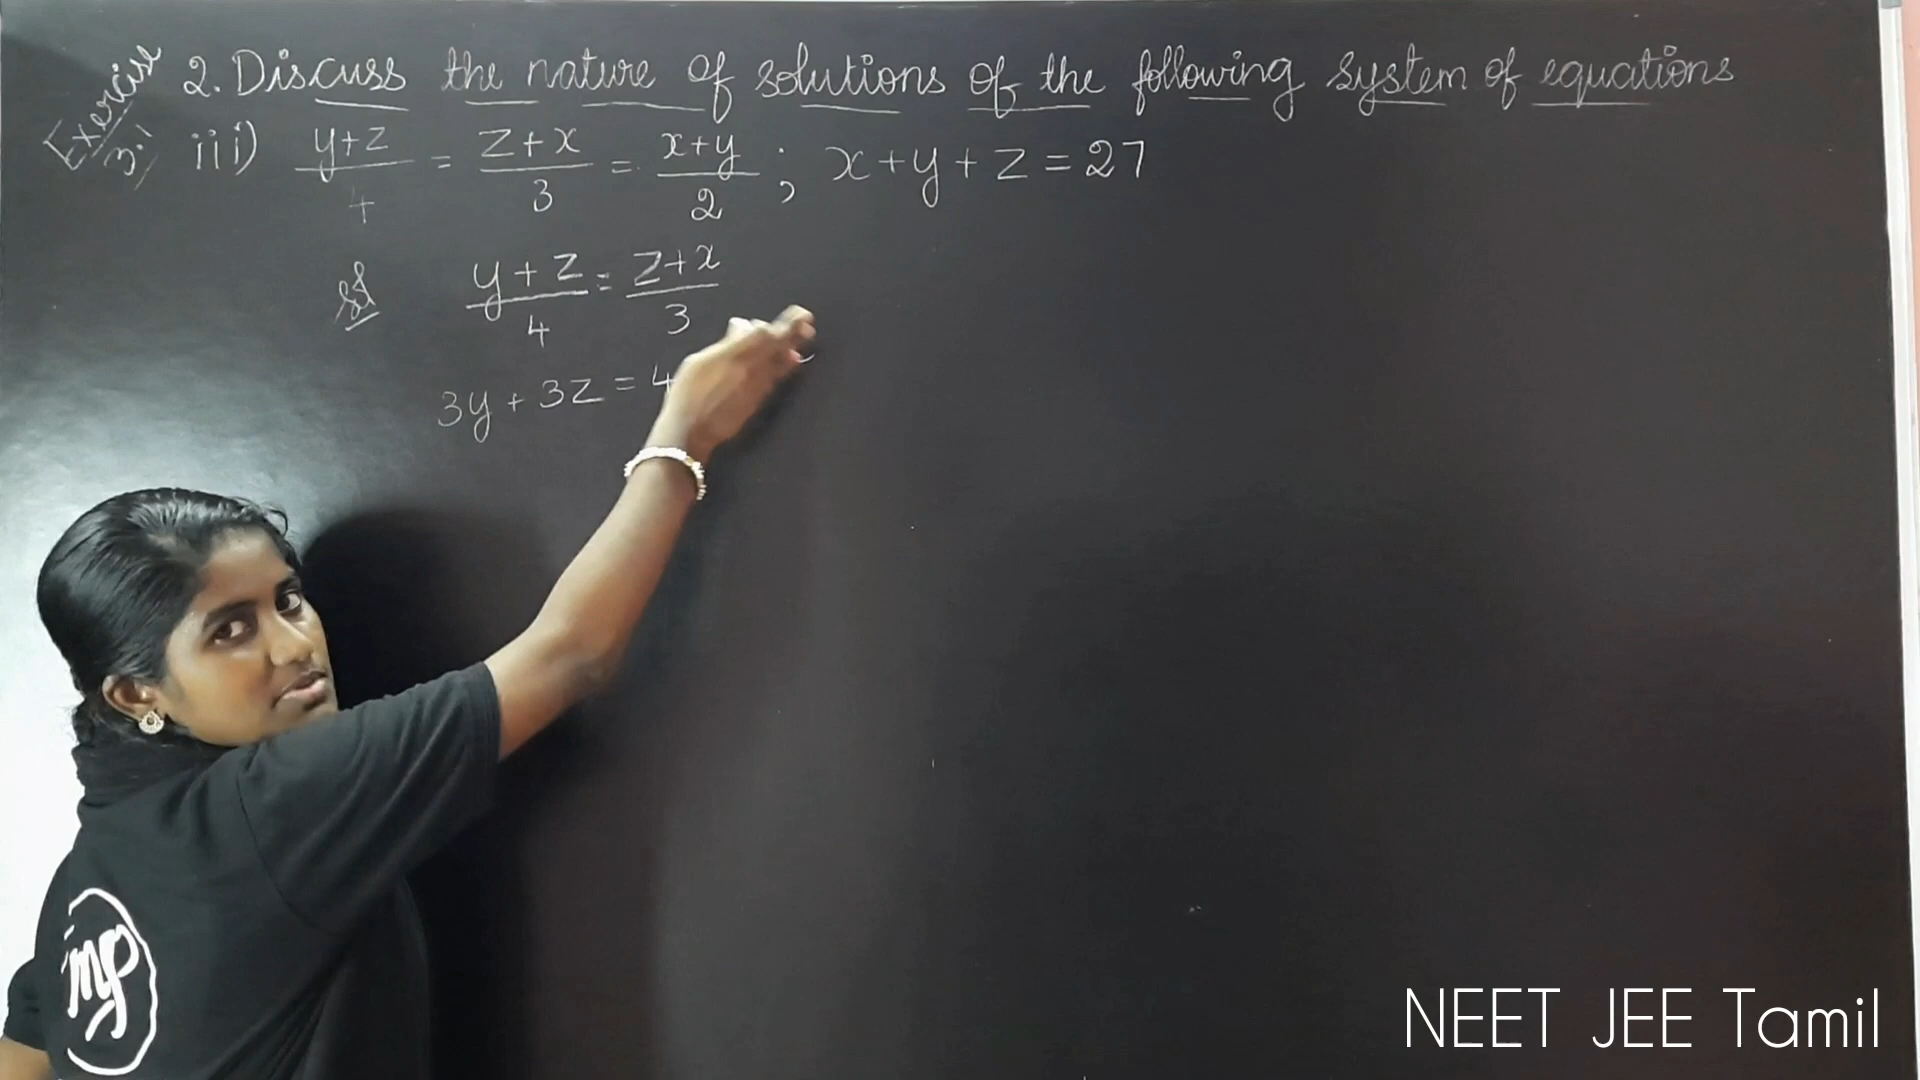 Exercise 3.1
2. Discuss the nature of solutions of the following system of equations
iii) y+z/4 = z+x/3 = x+y/2 ; x+y+z=27
sol y+z/4 = z+x/3
3y+3z=4
mp
NEET JEE Tamil